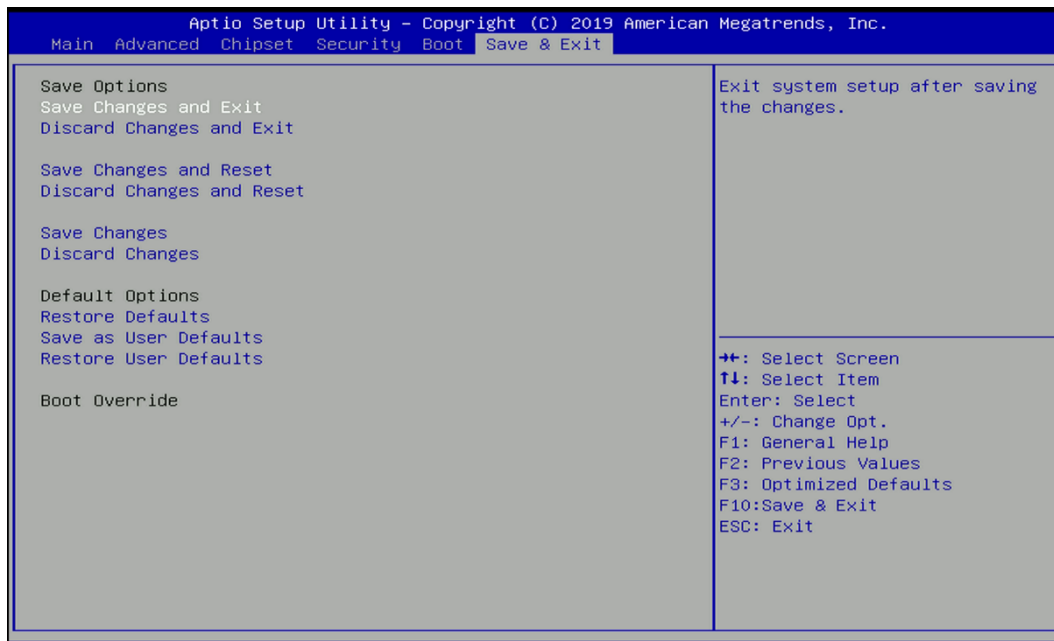 Aptio Setup Utility – Copyright (C) 2019 American Megatrends, Inc.
Main Advanced Chipset Security Boot Save & Exit
Save Options
Save Changes and Exit
Discard Changes and Exit
Save Changes and Reset
Discard Changes and Reset
Save Changes
Discard Changes
Default Options
Restore Defaults
Save as User Defaults
Restore User Defaults
Boot Override
Exit system setup after saving
the changes.
→←: Select Screen
↑↓: Select Item
Enter: Select
+/-: Change Opt.
F1: General Help
F2: Previous Values
F3: Optimized Defaults
F10:Save & Exit
ESC: Exit